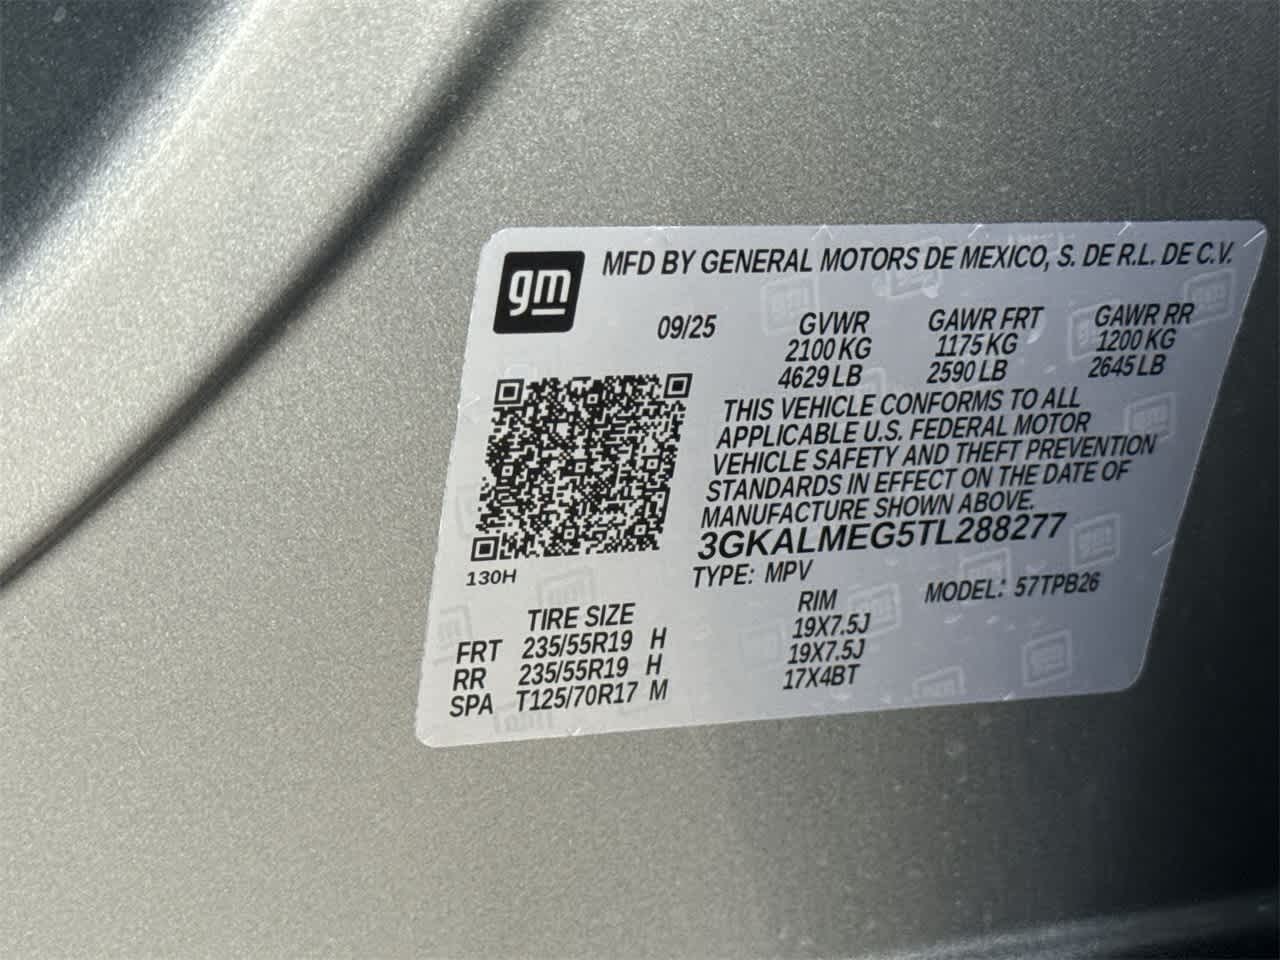 gm
MFD BY GENERAL MOTORS DE MEXICO, S. DE R.L. DE C.V.
09/25 GVWR GAWR FRT GAWR RR
2100 KG 1175 KG 1200 KG
4629 LB 2590 LB 2645 LB
THIS VEHICLE CONFORMS TO ALL
APPLICABLE U.S. FEDERAL MOTOR
VEHICLE SAFETY AND THEFT PREVENTION
STANDARDS IN EFFECT ON THE DATE OF
MANUFACTURE SHOWN ABOVE.
3GKALMEG5TL288277
130H
TYPE: MPV MODEL: 57TPB26
TIRE SIZE RIM
FRT 235/55R19 H 19X7.5J
RR 235/55R19 H 19X7.5J
SPA T125/70R17 M 17X4BT